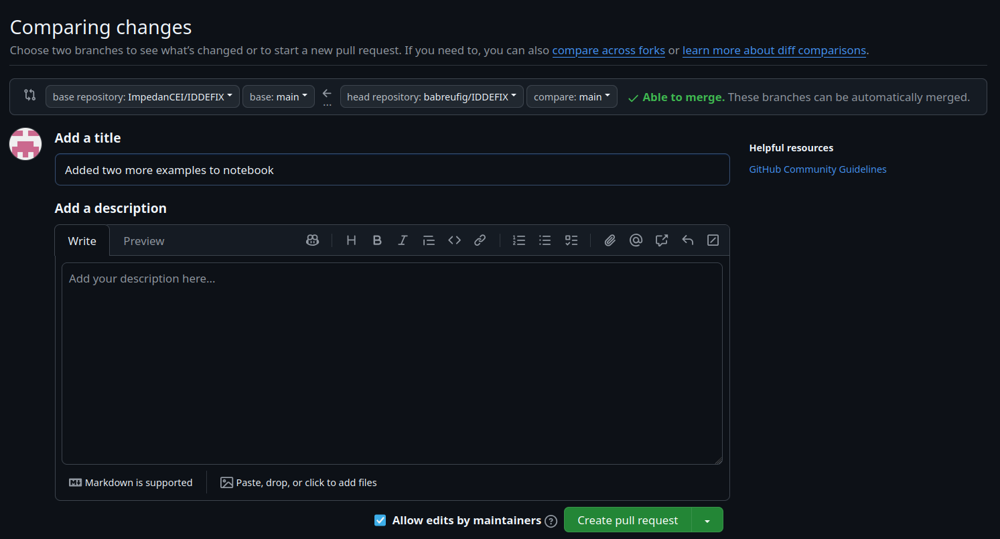 Comparing changes
Choose two branches to see what’s changed or to start a new pull request. If you need to, you can also compare across forks or learn more about diff comparisons.
base repository: ImpedanCEI/IDDEFIX base: main ... head repository: babreufig/IDDEFIX compare: main Able to merge. These branches can be automatically merged.
Add a title
Added two more examples to notebook
Helpful resources
GitHub Community Guidelines
Add a description
Write Preview
Add your description here...
Markdown is supported Paste, drop, or click to add files
Allow edits by maintainers Create pull request